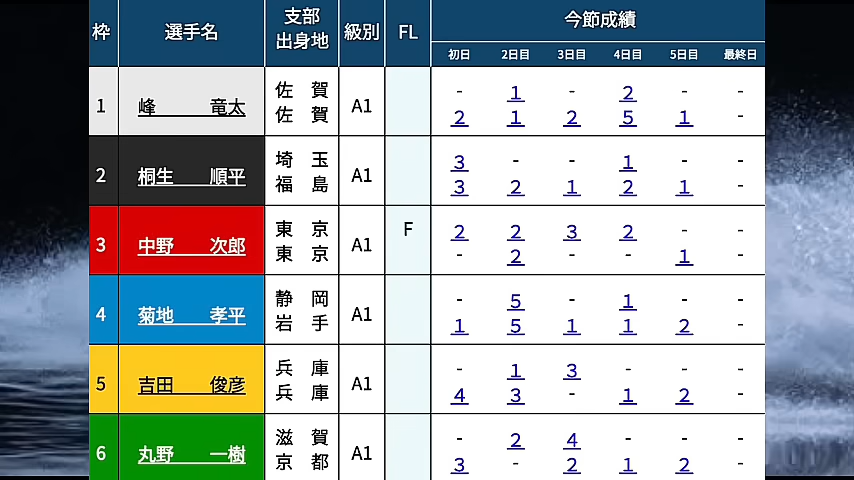 枠 選手名 支部 出身地 級別 FL 今節成績
初日 2日目 3日目 4日目 5日目 最終日
1 峰 竜太 佐 賀 A1 - 1 - 2 - -
佐 賀 2 1 2 5 1 -
2 桐生 順平 埼 玉 A1 3 - - 1 - -
福 島 3 2 1 2 1 -
3 中野 次郎 東 京 A1 F 2 2 3 2 - -
東 京 - 2 - - 1 -
4 菊地 孝平 静 岡 A1 - 5 - 1 - -
岩 手 1 5 1 1 2 -
5 吉田 俊彦 兵 庫 A1 - 1 3 - - -
兵 庫 4 3 - 1 2 -
6 丸野 一樹 滋 賀 A1 - 2 4 - - -
京 都 3 - 2 1 2 -